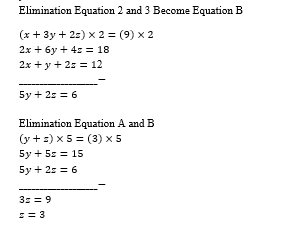 Elimination Equation 2 and 3 Become Equation B
(x + 3y + 2z) × 2 = (9) × 2
2x + 6y + 4z = 18
2x + y + 2z = 12
5y + 2z = 6
Elimination Equation A and B
(y + z) × 5 = (3) × 5
5y + 5z = 15
5y + 2z = 6
3z = 9
z = 3